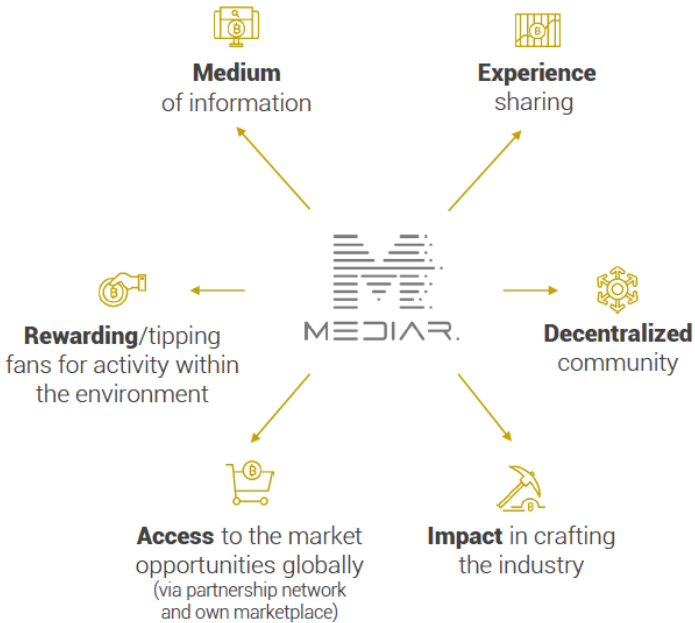 Medium
of information
Experience
sharing
MEDIAR.
Rewarding/tipping
fans for activity within
the environment
Decentralized
community
Access to the market
opportunities globally
(via partnership network
and own marketplace)
Impact in crafting
the industry